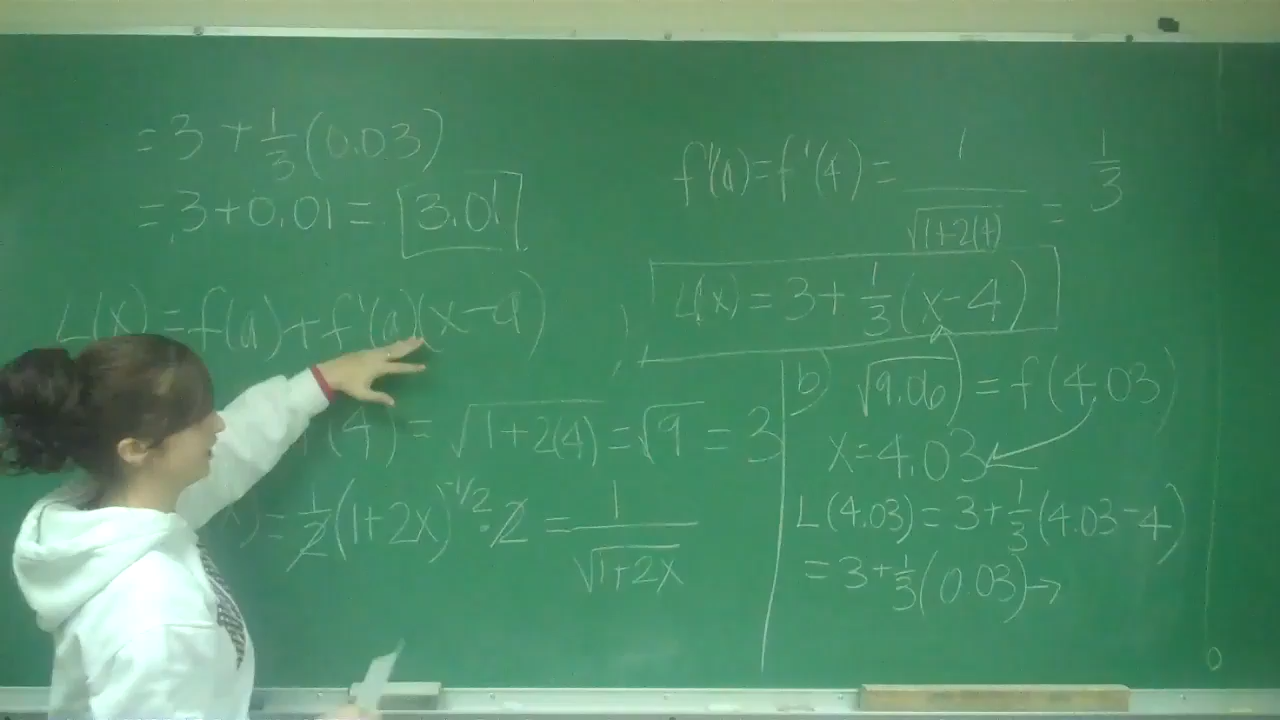 = 3 + 1/3 (0.03)
= 3 + 0.01 = 3.01
L(x) = f(a) + f'(a)(x-a)
(4) = √(1+2(4)) = √9 = 3
) = 1/2 (1+2x)^(-1/2) · 2 = 1/√(1+2x)
f'(a) = f'(4) = 1/√(1+2(4)) = 1/3
L(x) = 3 + 1/3 (x-4)
b) √(9.06) = f(4.03)
x = 4.03
L(4.03) = 3 + 1/3 (4.03-4)
= 3 + 1/3 (0.03) →